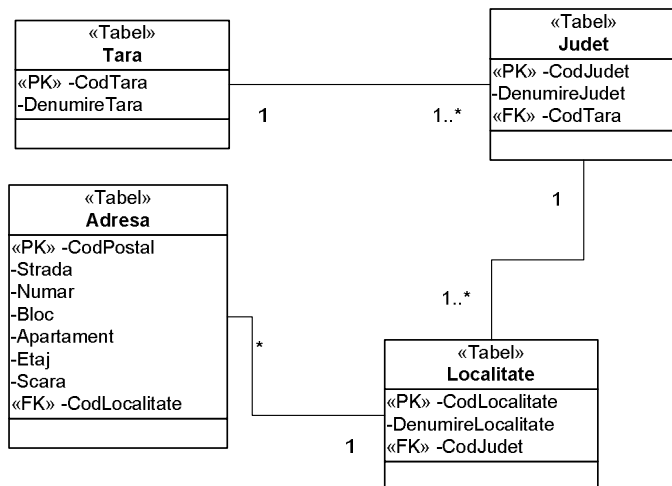 «Tabel»
Tara
«PK» -CodTara
-DenumireTara
1
1..*
«Tabel»
Judet
«PK» -CodJudet
-DenumireJudet
«FK» -CodTara
1
1..*
«Tabel»
Adresa
«PK» -CodPostal
-Strada
-Numar
-Bloc
-Apartament
-Etaj
-Scara
«FK» -CodLocalitate
*
1
«Tabel»
Localitate
«PK» -CodLocalitate
-DenumireLocalitate
«FK» -CodJudet